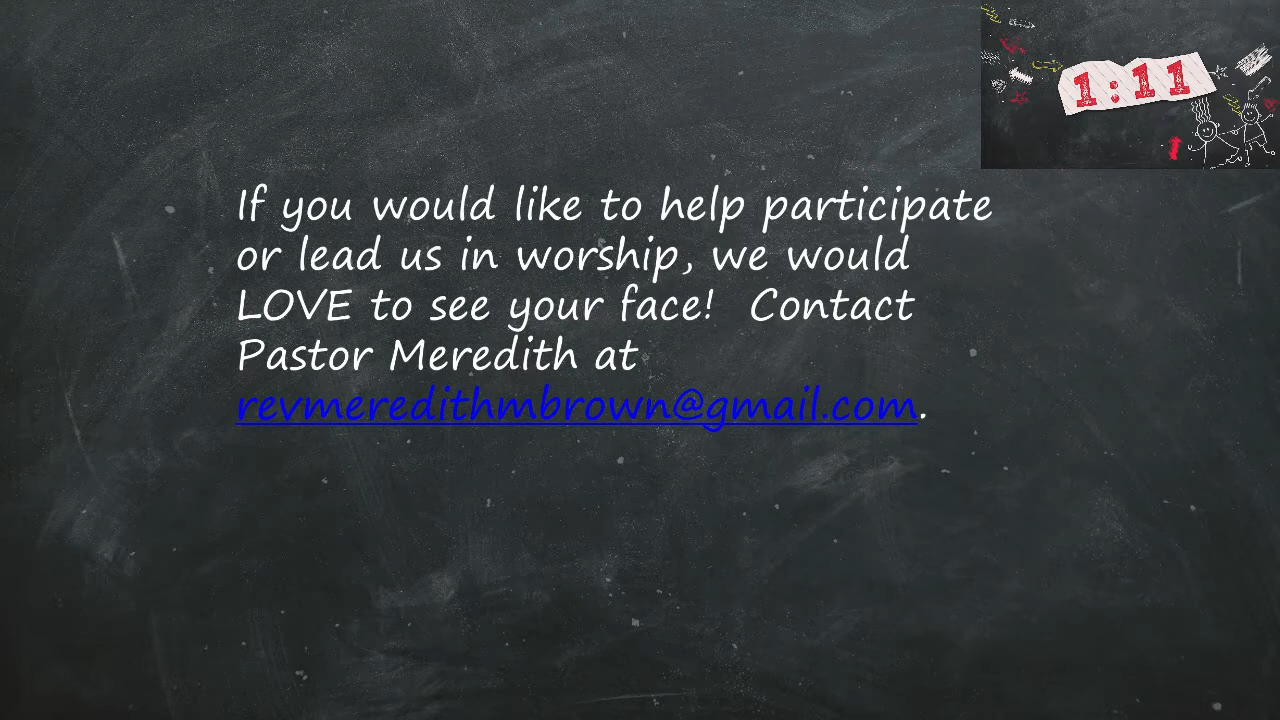 1:11
If you would like to help participate
or lead us in worship, we would
LOVE to see your face!  Contact
Pastor Meredith at
revmeredithmbrown@gmail.com.